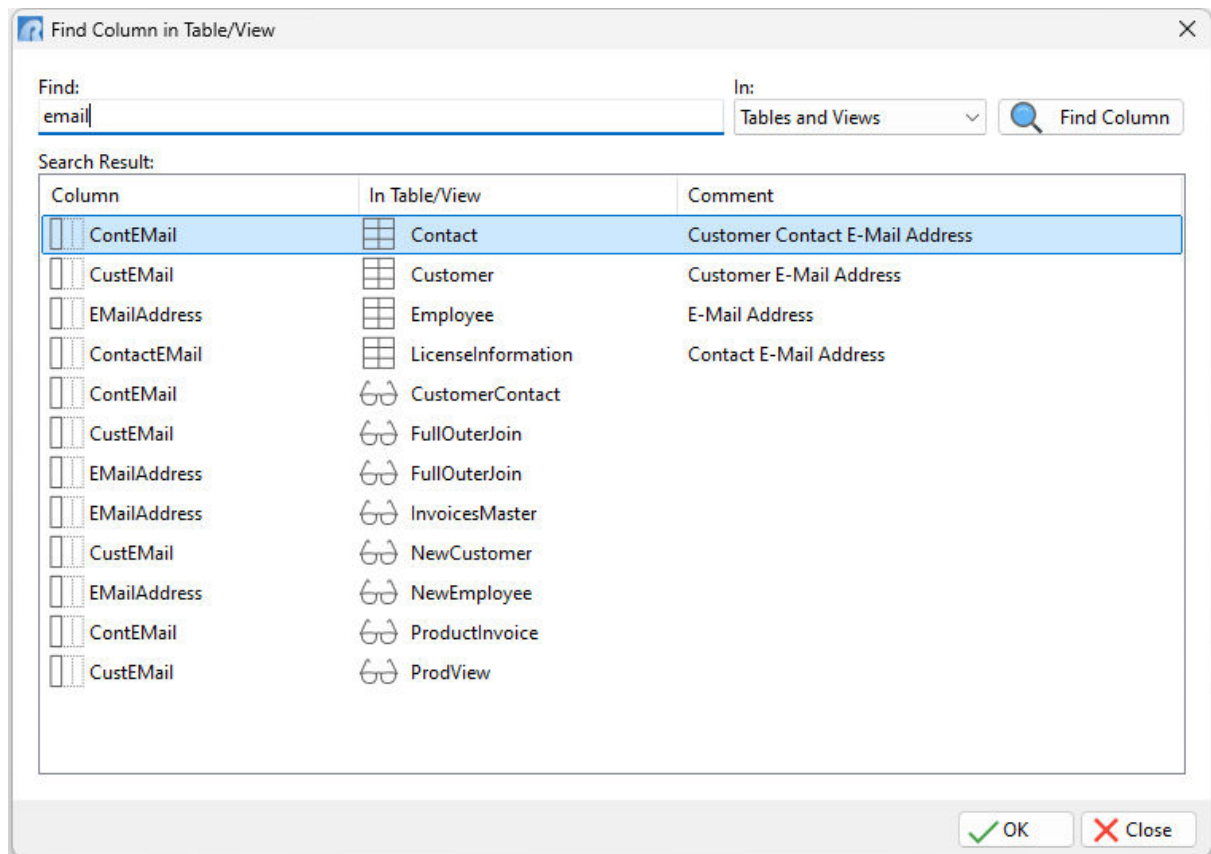 Find Column in Table/View
Find: In:
email Tables and Views Find Column
Search Result:
Column In Table/View Comment
ContEMail Contact Customer Contact E-Mail Address
CustEMail Customer Customer E-Mail Address
EMailAddress Employee E-Mail Address
ContactEMail LicenseInformation Contact E-Mail Address
ContEMail CustomerContact
CustEMail FullOuterJoin
EMailAddress FullOuterJoin
EMailAddress InvoicesMaster
CustEMail NewCustomer
EMailAddress NewEmployee
ContEMail ProductInvoice
CustEMail ProdView
OK Close